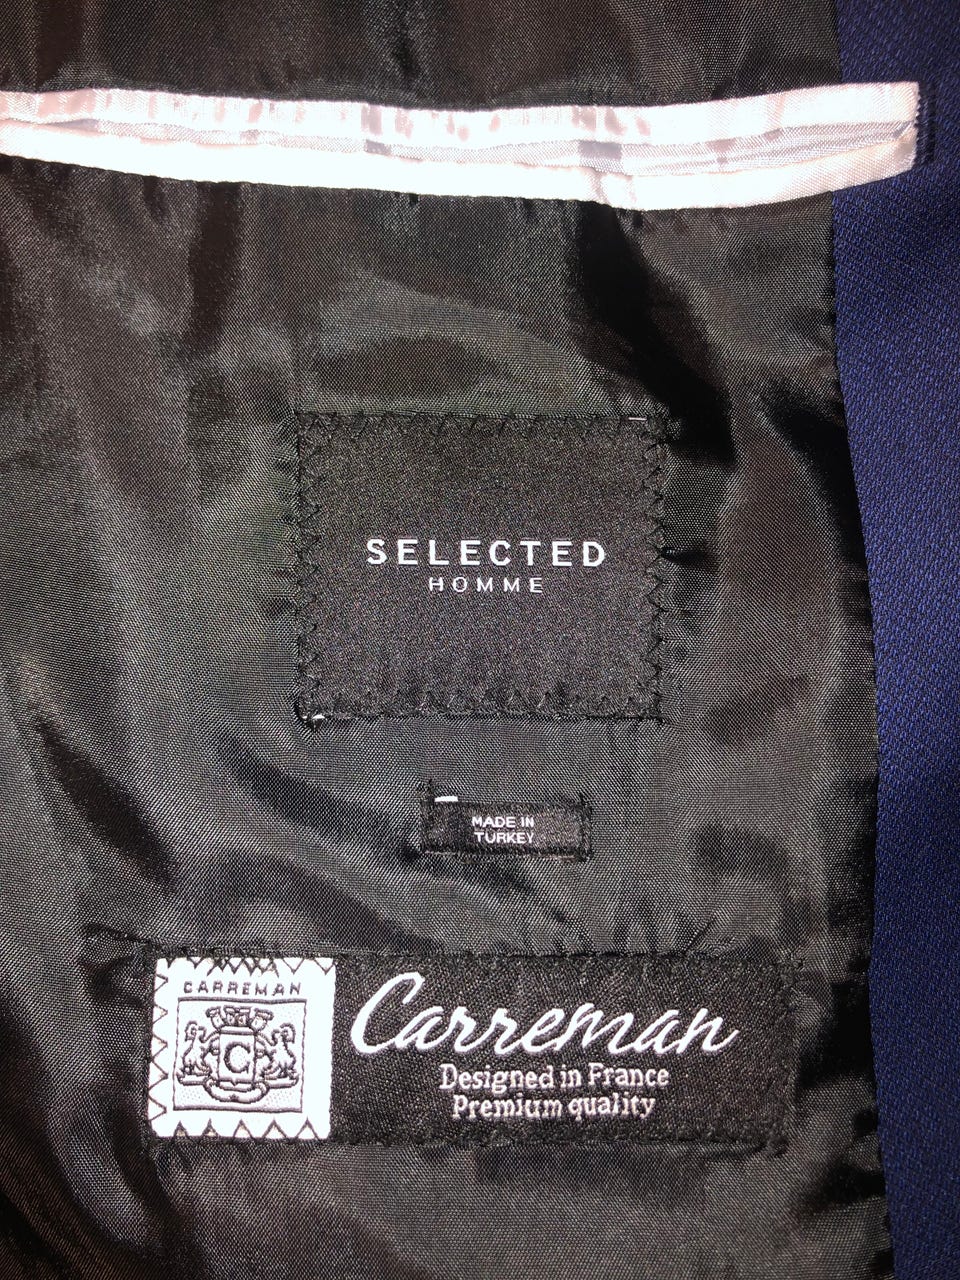 SELECTED
HOMME
MADE IN
TURKEY
CARREMAN
C
Carreman
Designed in France
Premium quality